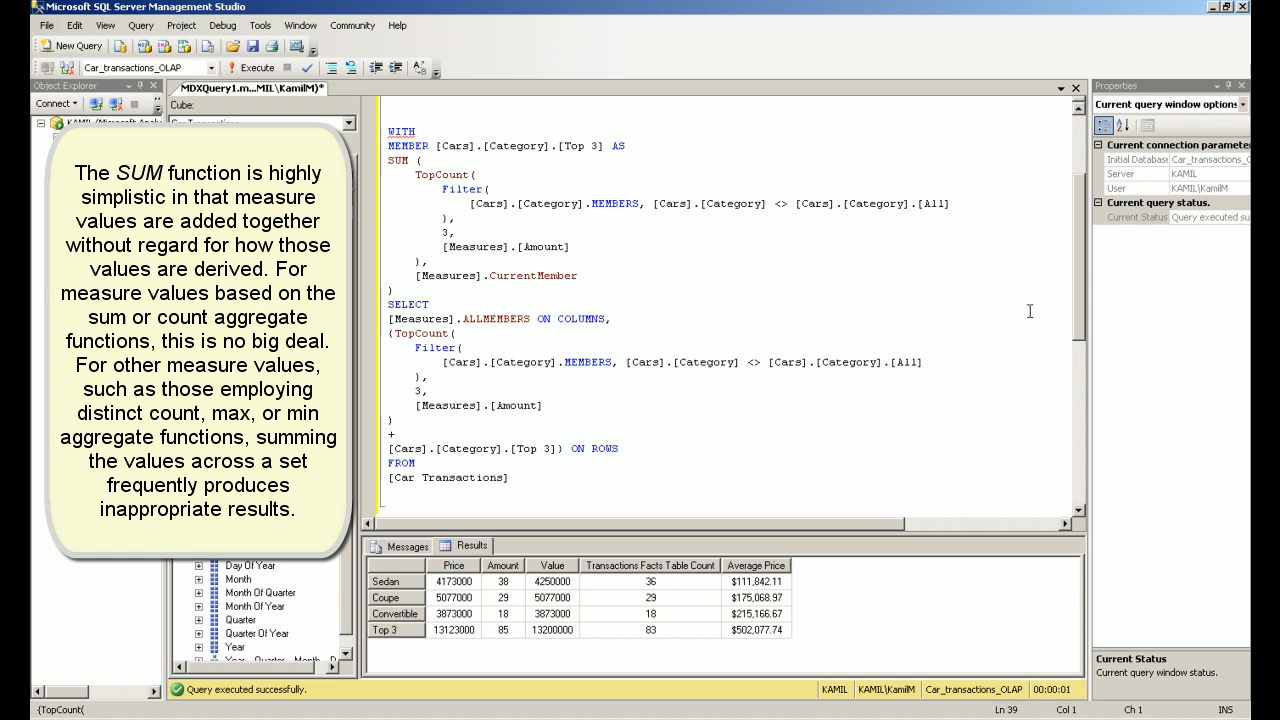 Microsoft SQL Server Management Studio
File Edit View Query Project Debug Tools Window Community Help
New Query
Car_transactions_OLAP Execute
Object Explorer
MDXQuery1.m...MIL\KamilM)*
Properties
Connect
Cube:
Current query window options
KAMIL (Microsoft Analy
The SUM function is highly
simplistic in that measure
values are added together
without regard for how those
values are derived. For
measure values based on the
sum or count aggregate
functions, this is no big deal.
For other measure values,
such as those employing
distinct count, max, or min
aggregate functions, summing
the values across a set
frequently produces
inappropriate results.
WITH
MEMBER [Cars].[Category].[Top 3] AS
SUM (
TopCount(
Filter(
[Cars].[Category].MEMBERS, [Cars].[Category] <> [Cars].[Category].[All]
),
3,
[Measures].[Amount]
),
[Measures].CurrentMember
)
SELECT
[Measures].ALLMEMBERS ON COLUMNS,
{TopCount(
Filter(
[Cars].[Category].MEMBERS, [Cars].[Category] <> [Cars].[Category].[All]
),
3,
[Measures].[Amount]
)
+
[Cars].[Category].[Top 3]} ON ROWS
FROM
[Car Transactions]
Current connection parameter
Initial Database Car_transactions_O
Server KAMIL
User KAMIL\KamilM
Current query status.
Current Status Query executed su
Day Of Year
Month
Month Of Quarter
Month Of Year
Quarter
Quarter Of Year
Year
Messages Results
Price Amount Value Transactions Facts Table Count Average Price
Sedan 4173000 38 4250000 36 $111,842.11
Coupe 5077000 29 5077000 29 $175,068.97
Convertible 3873000 18 3873000 18 $215,166.67
Top 3 13123000 85 13200000 83 $502,077.74
Current Status
Current query window status.
Query executed successfully.
KAMIL KAMIL\KamilM Car_transactions_OLAP 00:00:01
{TopCount( Ln 39 Col 1 Ch 1 INS